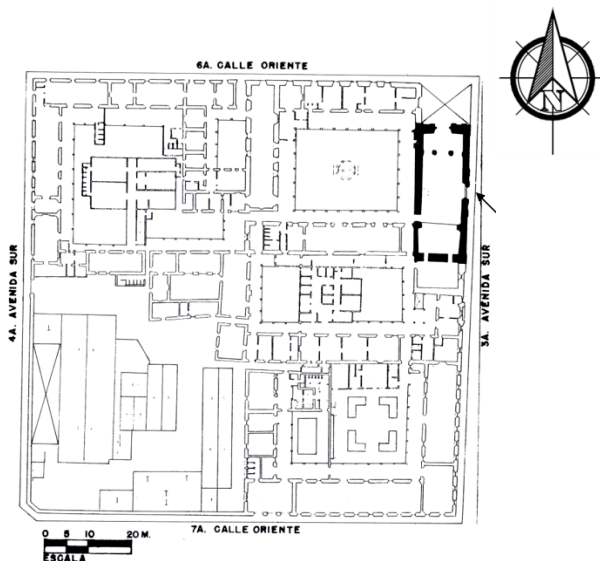 6A. CALLE ORIENTE
N
4A. AVENIDA SUR
3A. AVENIDA SUR
7A. CALLE ORIENTE
0 5 10 20 M.
ESCALA